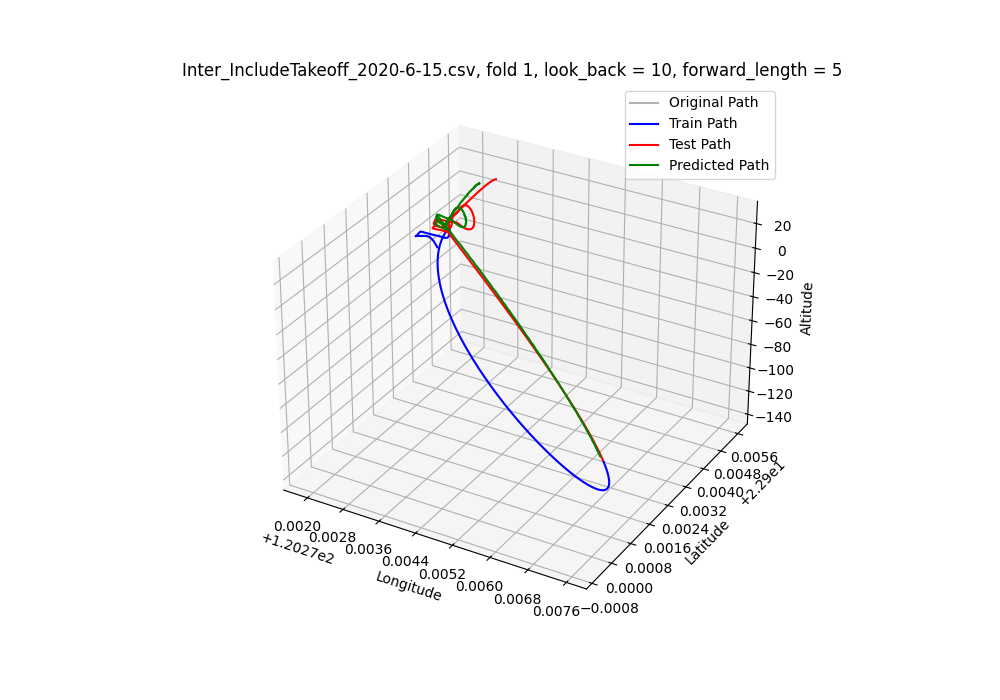 Inter_IncludeTakeoff_2020-6-15.csv, fold 1, look_back = 10, forward_length = 5
Original Path
Train Path
Test Path
Predicted Path
20
0
−20
−40
−60
−80
−100
−120
−140
Altitude
0.0056
0.0048
0.0040
0.0032
0.0024
0.0016
0.0008
0.0000
−0.0008
+2.29e1
Latitude
0.0020
0.0028
0.0036
0.0044
0.0052
0.0060
0.0068
0.0076
+1.2027e2
Longitude